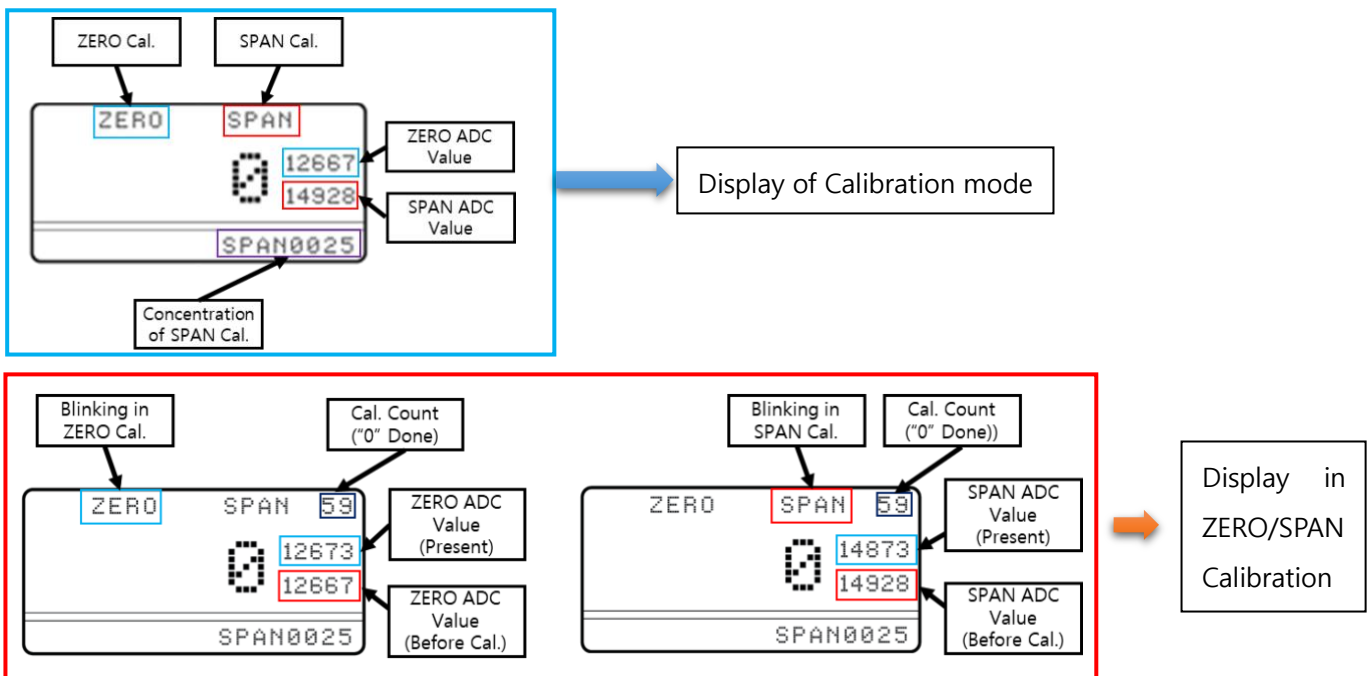 ZERO Cal.
SPAN Cal.
ZERO SPAN
0
12667
14928
SPAN0025
ZERO ADC
Value
SPAN ADC
Value
Concentration
of SPAN Cal.
Display of Calibration mode
Blinking in
ZERO Cal.
Cal. Count
("0" Done)
ZERO SPAN 59
0
12673
12667
SPAN0025
ZERO ADC
Value
(Present)
ZERO ADC
Value
(Before Cal.)
Blinking in
SPAN Cal.
Cal. Count
("0" Done))
ZERO SPAN 59
0
14873
14928
SPAN0025
SPAN ADC
Value
(Present)
SPAN ADC
Value
(Before Cal.)
Display in
ZERO/SPAN
Calibration